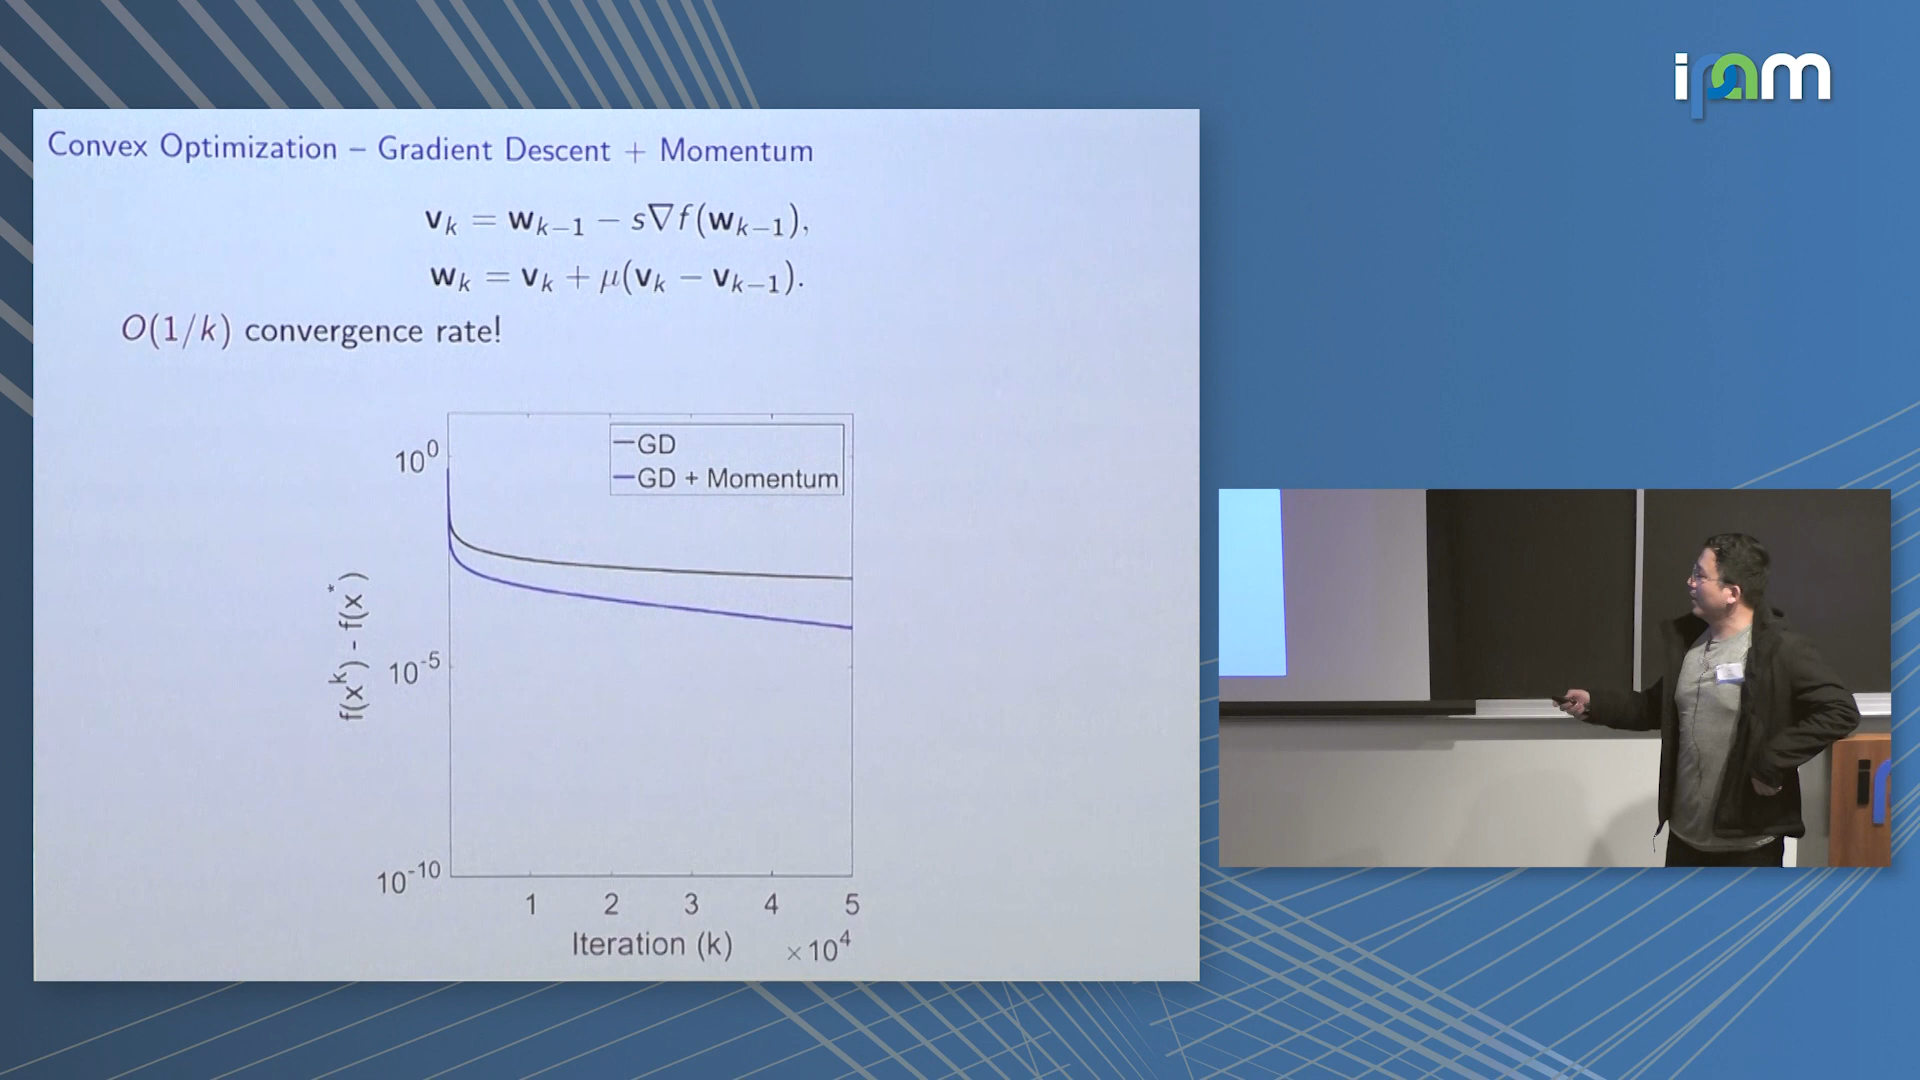 ipam
Convex Optimization – Gradient Descent + Momentum
v_k = w_{k−1} − s∇f(w_{k−1}),
w_k = v_k + μ(v_k − v_{k−1}).
O(1/k) convergence rate!
GD
GD + Momentum
10^0
10^-5
10^-10
f(x^k) - f(x^*)
1 2 3 4 5
Iteration (k)
×10^4